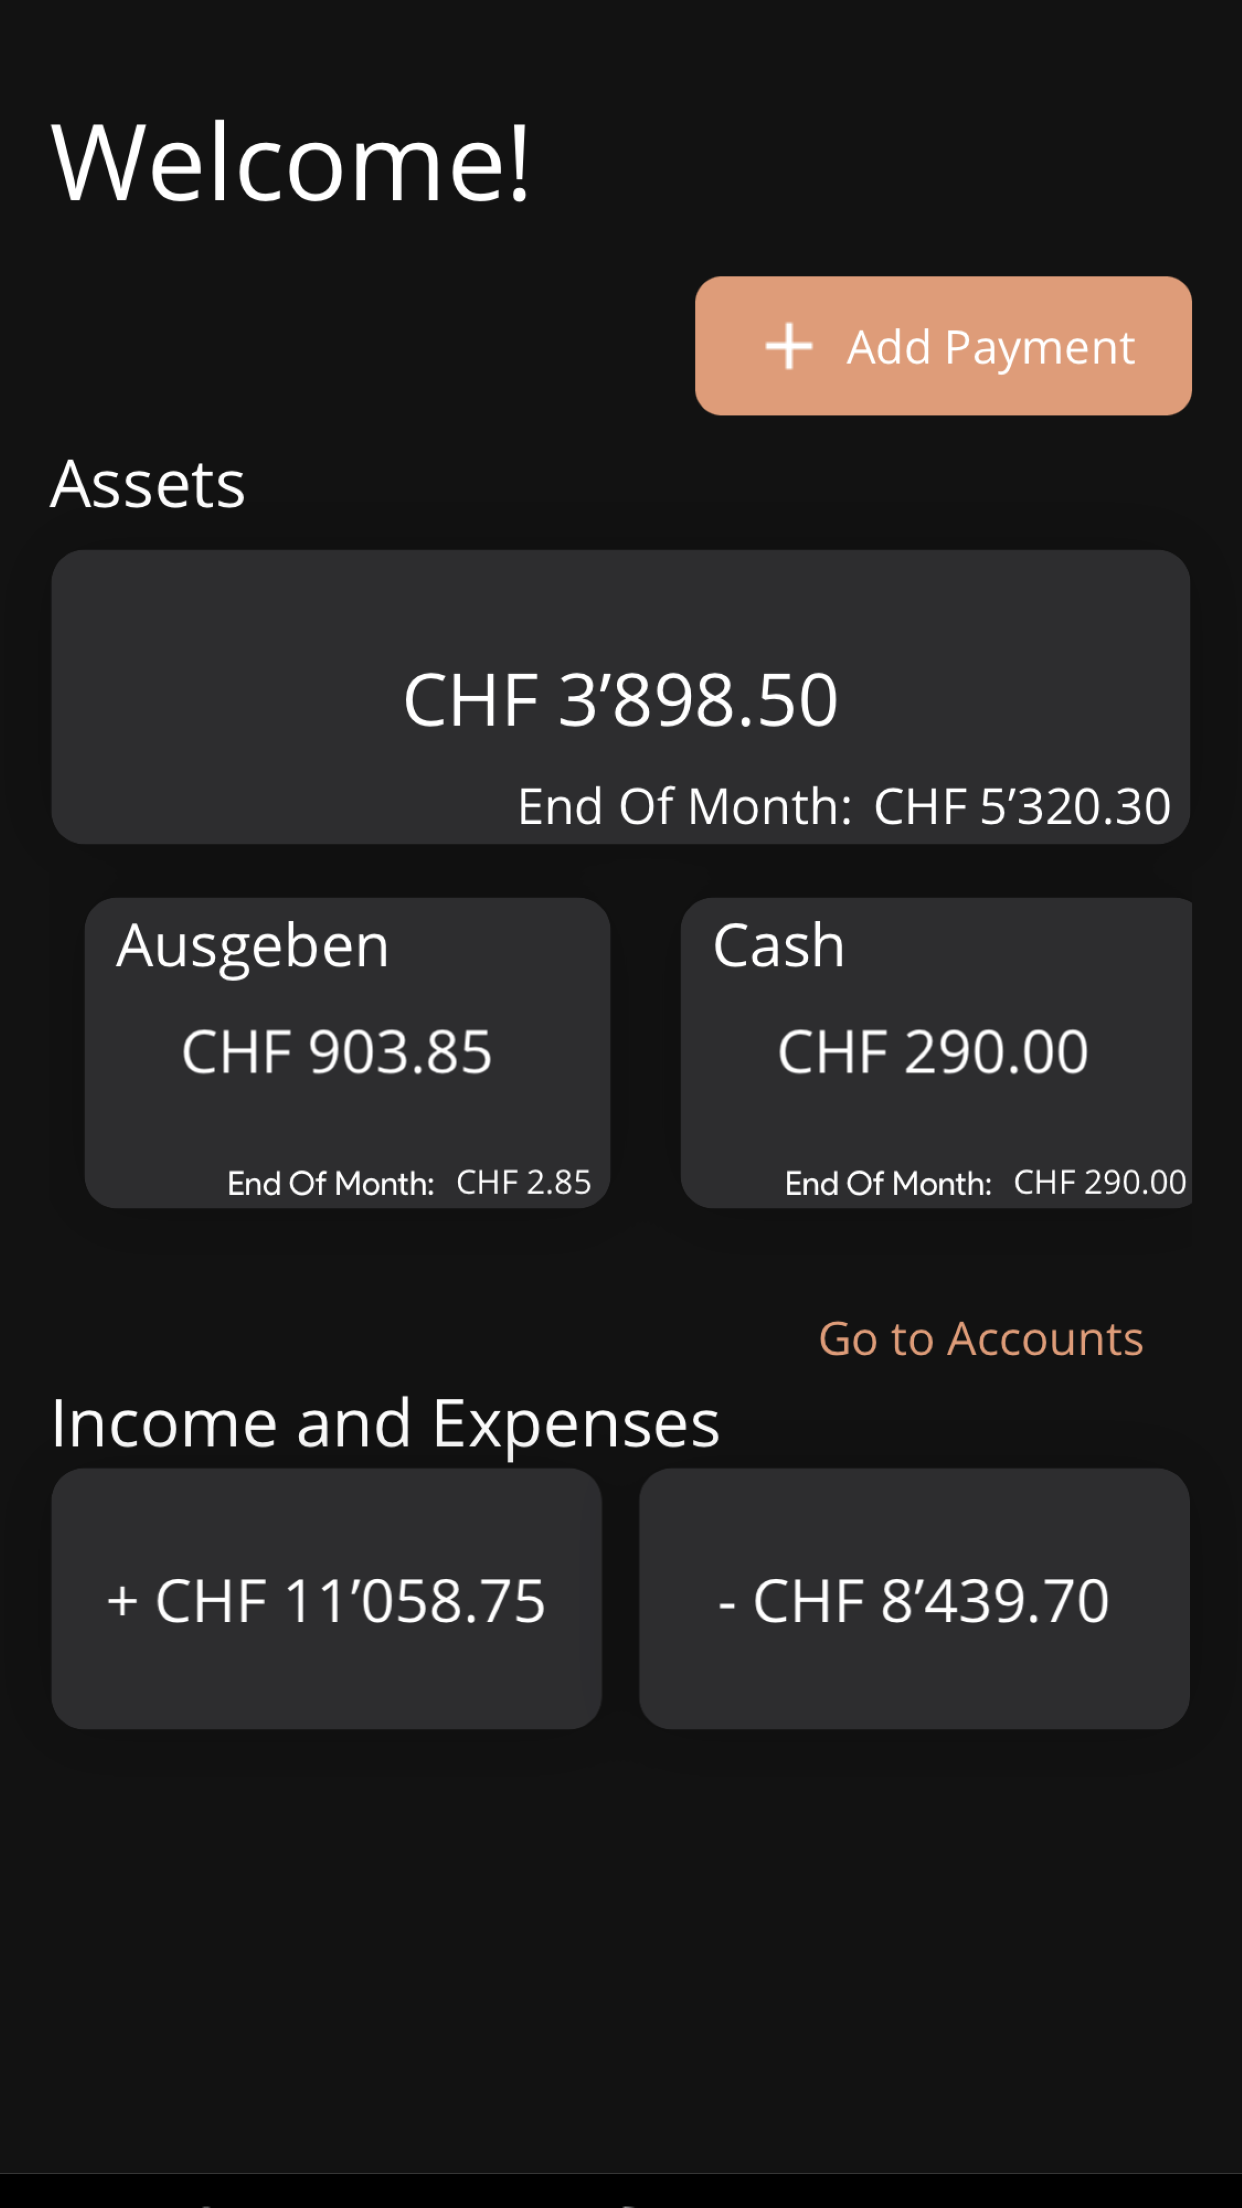 Welcome!
Add Payment
Assets
CHF 3’898.50
End Of Month: CHF 5’320.30
Ausgeben
CHF 903.85
End Of Month: CHF 2.85
Cash
CHF 290.00
End Of Month: CHF 290.00
Go to Accounts
Income and Expenses
+ CHF 11’058.75
- CHF 8’439.70